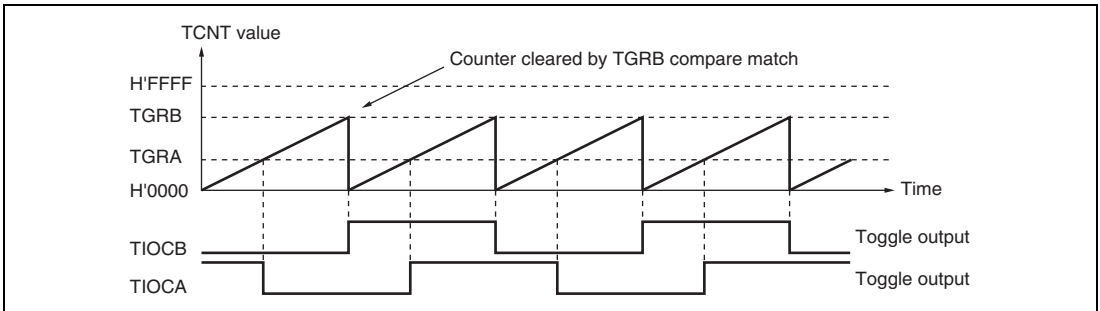 TCNT value
Counter cleared by TGRB compare match
H'FFFF
TGRB
TGRA
H'0000
Time
TIOCB
Toggle output
TIOCA
Toggle output